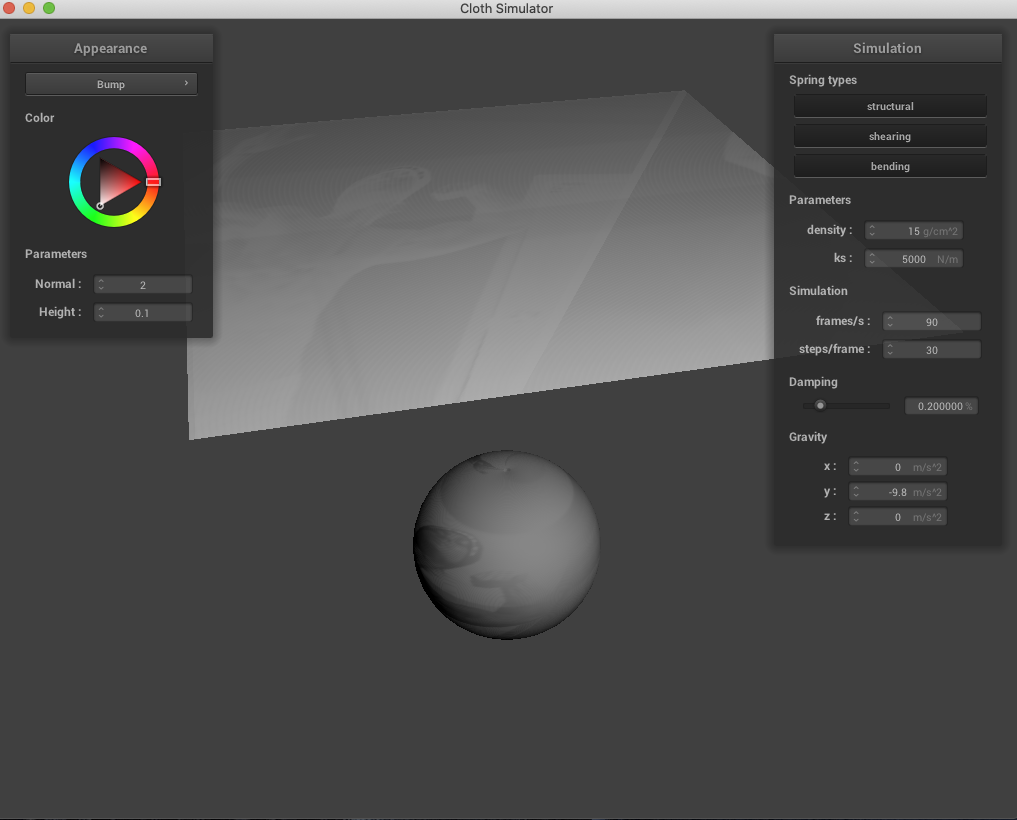 Cloth Simulator
Appearance
Bump
Color
Parameters
Normal : 2
Height : 0.1
Simulation
Spring types
structural
shearing
bending
Parameters
density : 15 g/cm^2
ks : 5000 N/m
Simulation
frames/s : 90
steps/frame : 30
Damping
0.200000 %
Gravity
x : 0 m/s^2
y : -9.8 m/s^2
z : 0 m/s^2